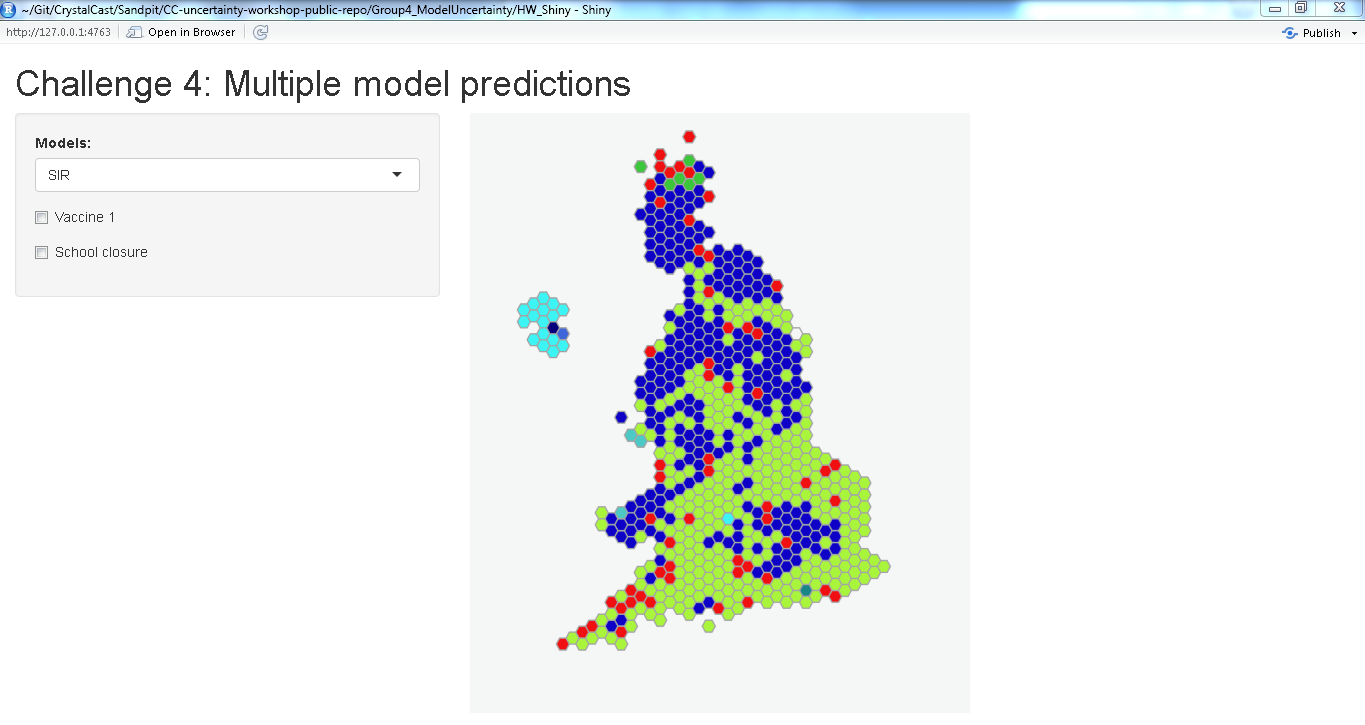 ~/Git/CrystalCast/Sandpit/CC-uncertainty-workshop-public-repo/Group4_ModelUncertainty/HW_Shiny - Shiny
http://127.0.0.1:4763 Open in Browser Publish
Challenge 4: Multiple model predictions
Models:
SIR
Vaccine 1
School closure